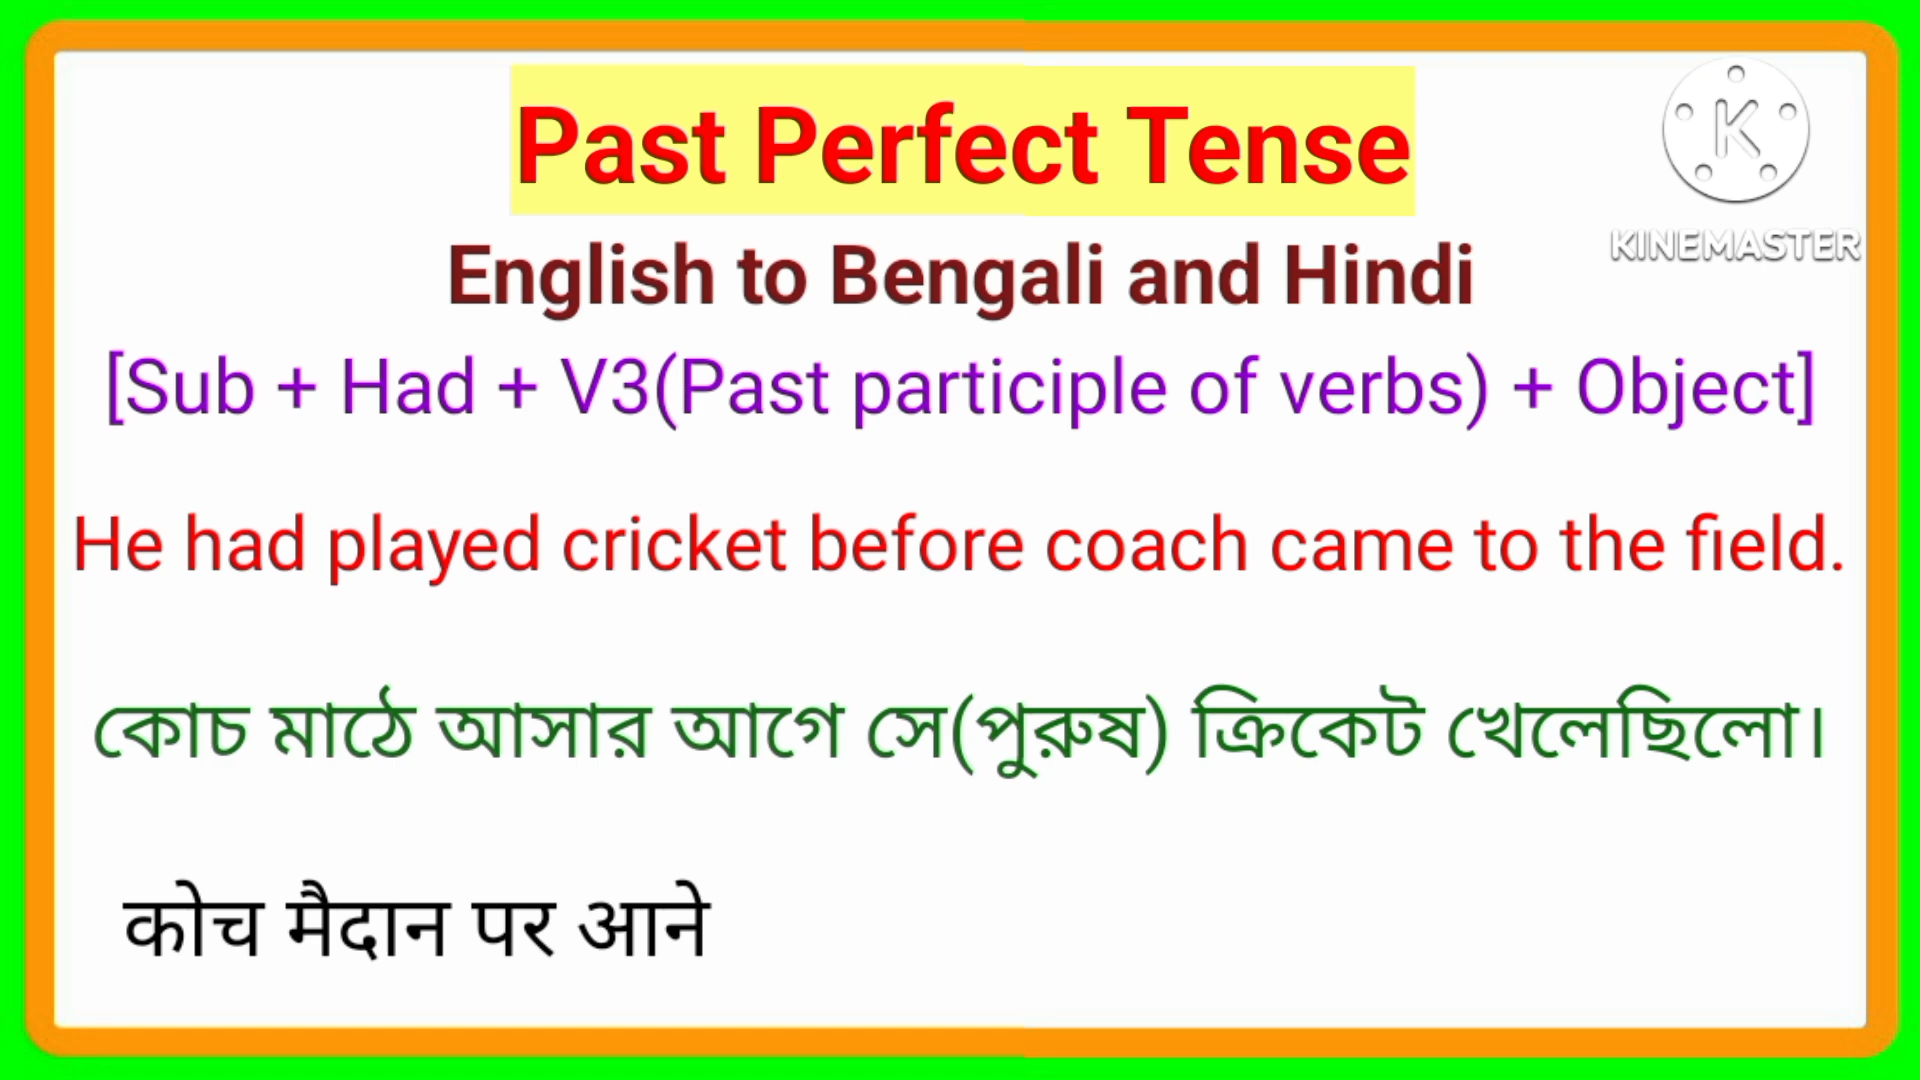 Past Perfect Tense
English to Bengali and Hindi
[Sub + Had + V3(Past participle of verbs) + Object]
He had played cricket before coach came to the field.
কোচ মাঠে আসার আগে সে(পুরুষ) ক্রিকেট খেলেছিলো।
कोच मैदान पर आने
K
KINEMASTER